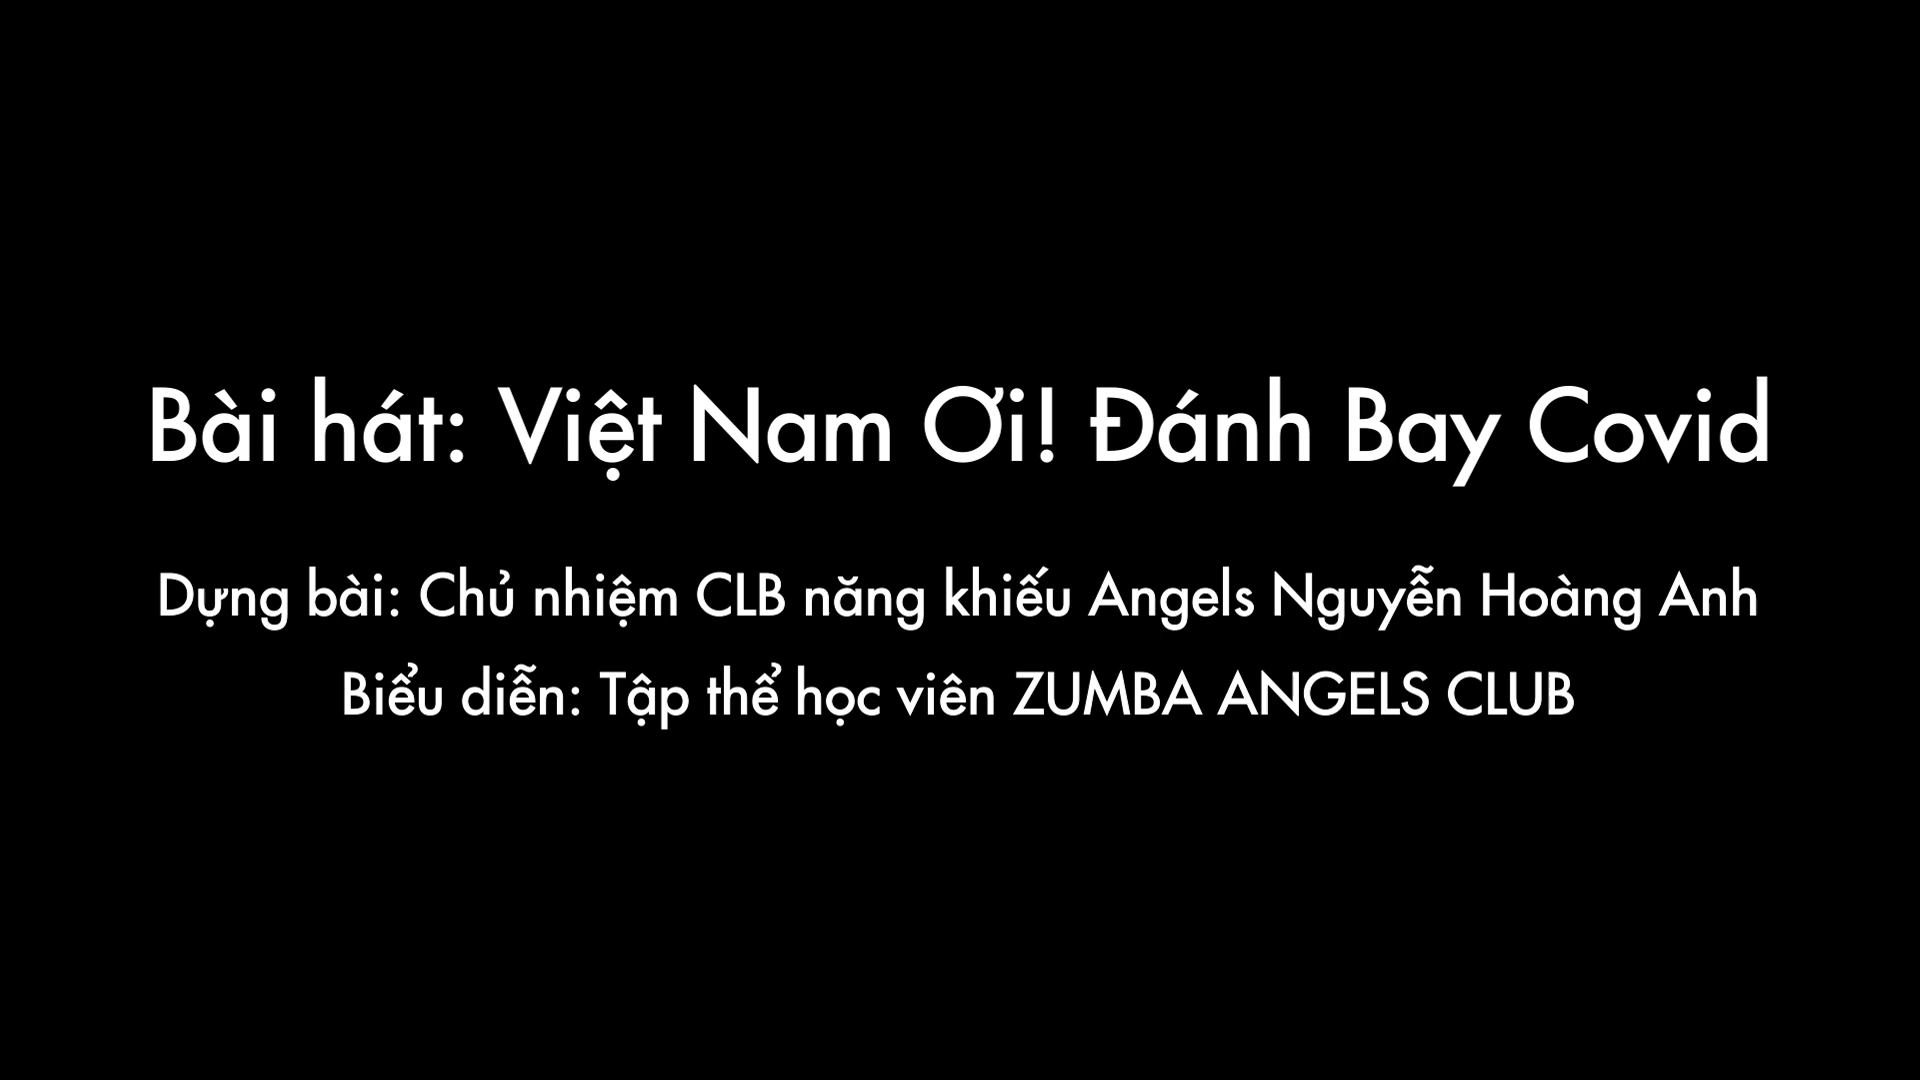 Bài hát: Việt Nam Ơi! Đánh Bay Covid
Dựng bài: Chủ nhiệm CLB năng khiếu Angels Nguyễn Hoàng Anh
Biểu diễn: Tập thể học viên ZUMBA ANGELS CLUB